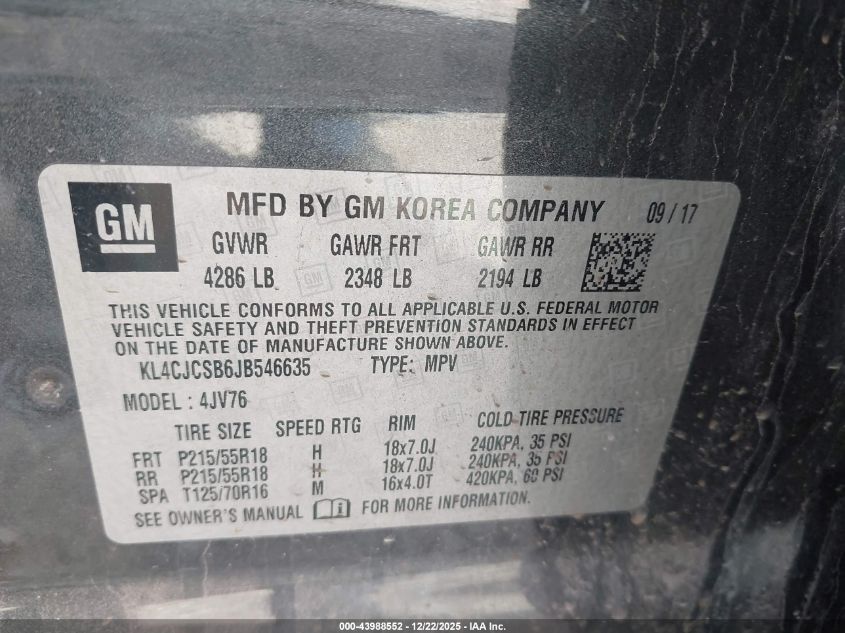 GM
MFD BY GM KOREA COMPANY 09/17
GVWR GAWR FRT GAWR RR
4286 LB 2348 LB 2194 LB
THIS VEHICLE CONFORMS TO ALL APPLICABLE U.S. FEDERAL MOTOR
VEHICLE SAFETY AND THEFT PREVENTION STANDARDS IN EFFECT
ON THE DATE OF MANUFACTURE SHOWN ABOVE.
KL4CJCSB6JB546635 TYPE: MPV
MODEL: 4JV76
TIRE SIZE SPEED RTG RIM COLD TIRE PRESSURE
FRT P215/55R18 H 18x7.0J 240KPA, 35 PSI
RR P215/55R18 H 18x7.0J 240KPA, 35 PSI
SPA T125/70R16 M 16x4.0T 420KPA, 60 PSI
SEE OWNER'S MANUAL FOR MORE INFORMATION.
000-43988552 - 12/22/2025 - IAA Inc.